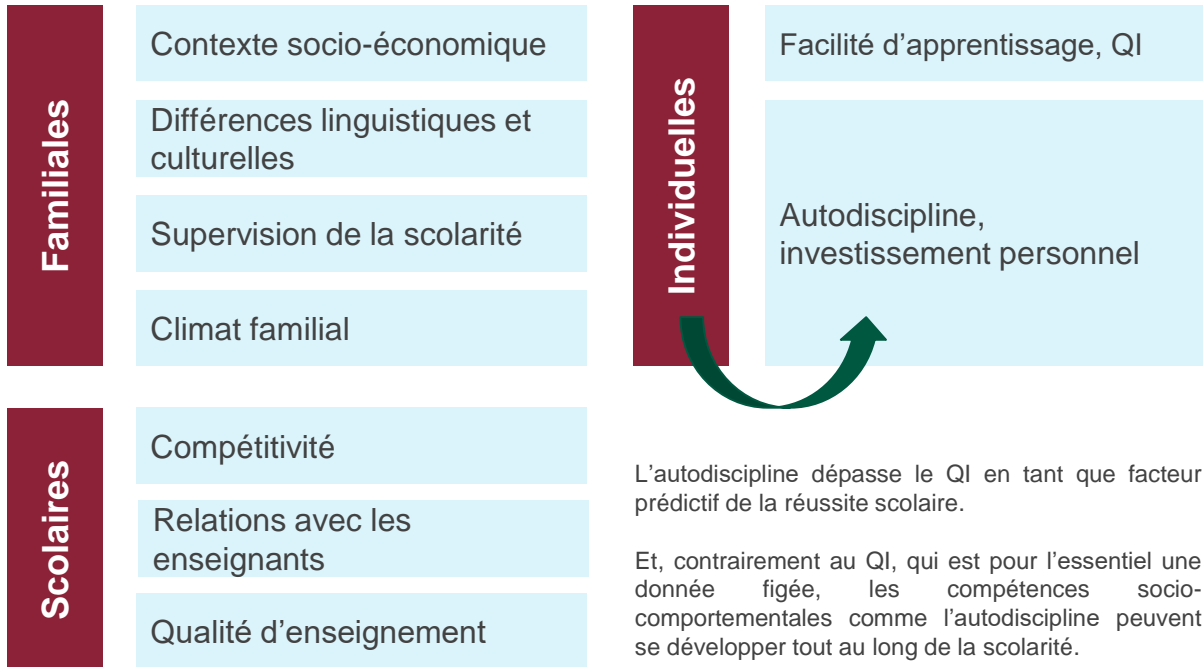 Familiales
Contexte socio-économique
Différences linguistiques et
culturelles
Supervision de la scolarité
Climat familial
Scolaires
Compétitivité
Relations avec les
enseignants
Qualité d’enseignement
Individuelles
Facilité d’apprentissage, QI
Autodiscipline,
investissement personnel
L’autodiscipline dépasse le QI en tant que facteur
prédictif de la réussite scolaire.
Et, contrairement au QI, qui est pour l’essentiel une
donnée figée, les compétences socio-
comportementales comme l’autodiscipline peuvent
se développer tout au long de la scolarité.